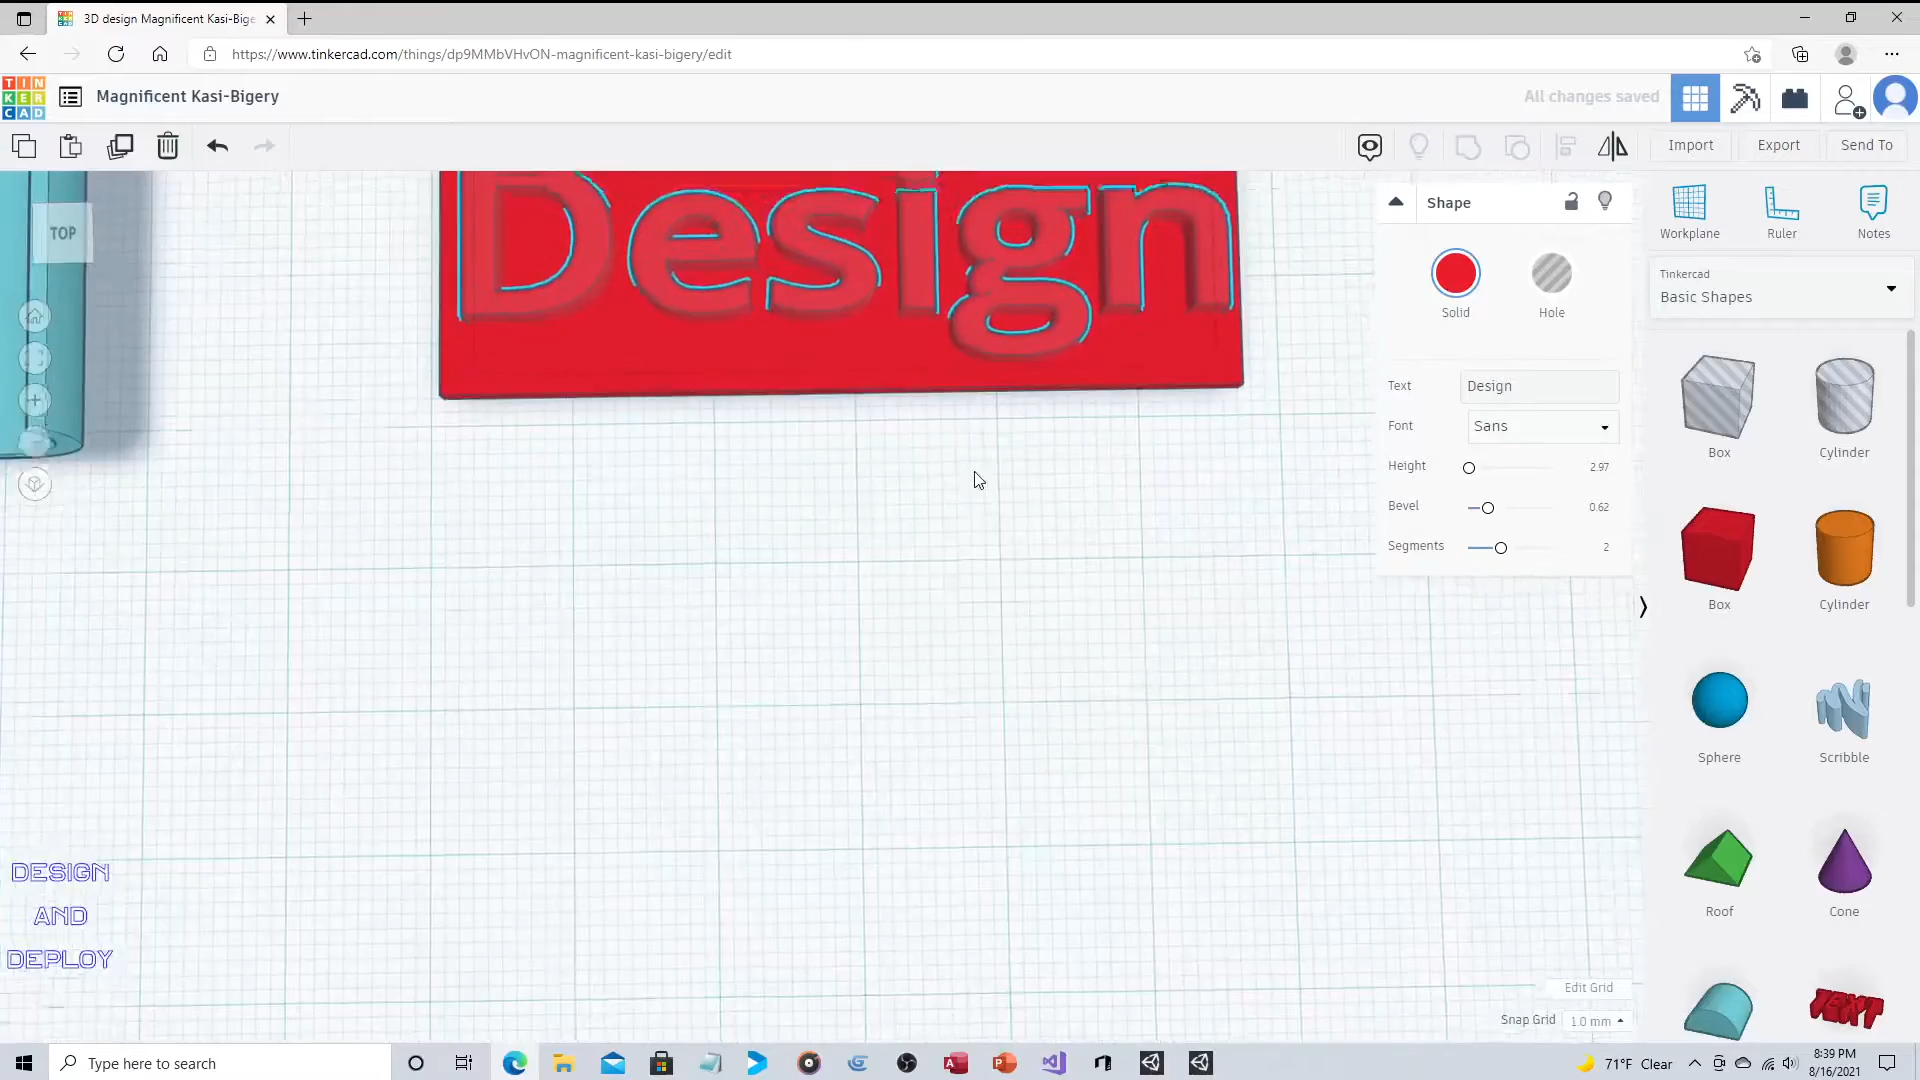 3D design Magnificent Kasi-Bige
https://www.tinkercad.com/things/dp9MMbVHvON-magnificent-kasi-bigery/edit
TIN
KER
CAD
Magnificent Kasi-Bigery
All changes saved
Import
Export
Send To
TOP
Design
Shape
Solid
Hole
Text
Design
Font
Sans
Height
2.97
Bevel
0.62
Segments
2
Workplane
Ruler
Notes
Tinkercad
Basic Shapes
Box
Cylinder
Box
Cylinder
Sphere
Scribble
Roof
Cone
TEXT
DESIGN
AND
DEPLOY
Edit Grid
Snap Grid
1.0 mm
Type here to search
71°F Clear
8:39 PM
8/16/2021